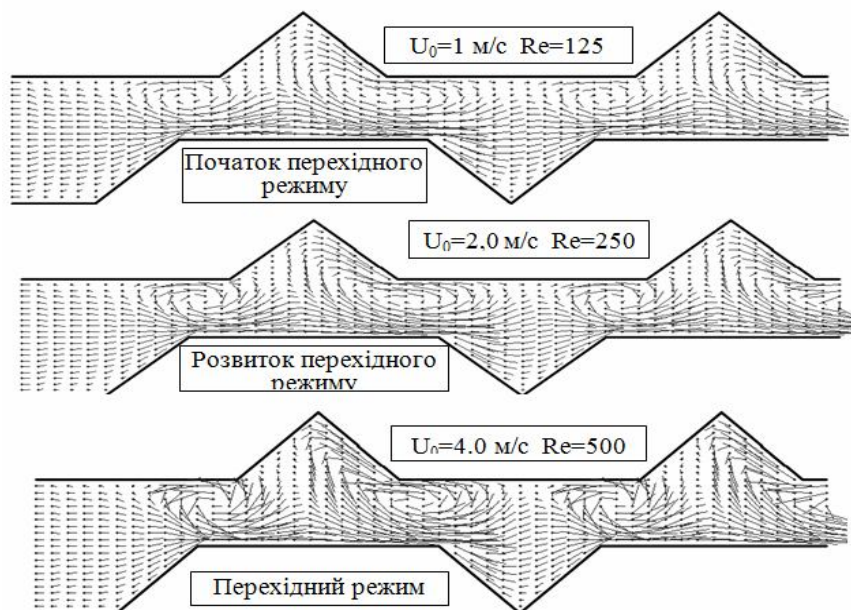 U₀=1 м/с Re=125
Початок перехідного
режиму
U₀=2,0 м/с Re=250
Розвиток перехідного
режиму
U₀=4.0 м/с Re=500
Перехідний режим